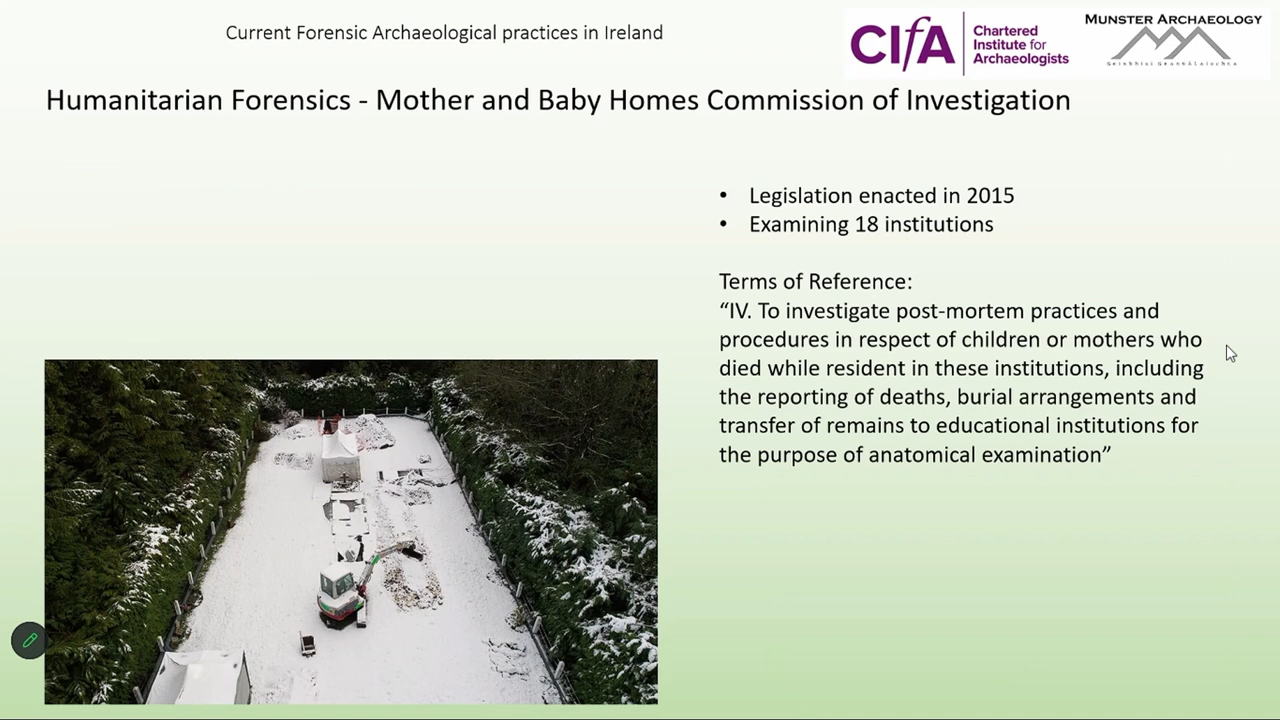 Current Forensic Archaeological practices in Ireland
CIfA
Chartered
Institute for
Archaeologists
MUNSTER ARCHAEOLOGY
Humanitarian Forensics - Mother and Baby Homes Commission of Investigation
• Legislation enacted in 2015
• Examining 18 institutions
Terms of Reference:
“IV. To investigate post-mortem practices and
procedures in respect of children or mothers who
died while resident in these institutions, including
the reporting of deaths, burial arrangements and
transfer of remains to educational institutions for
the purpose of anatomical examination”